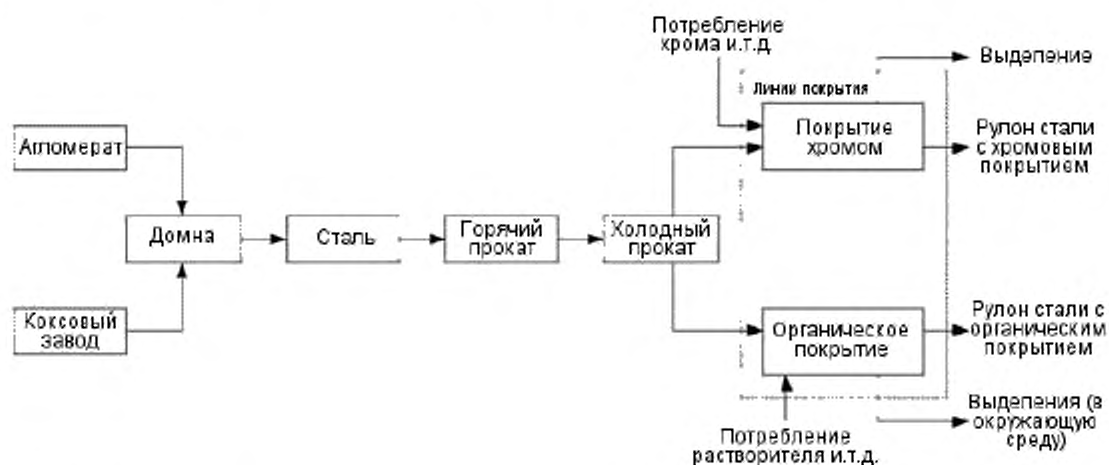 Потребление
хрома и.т.д.
Выделение
Линии покрытия
Агломерат
Покрытие
хромом
Рулон стали
с хромовым
покрытием
Домна
Сталь
Горячий
прокат
Холодный
прокат
Коксовый
завод
Органическое
покрытие
Рулон стали с
органическим
покрытием
Выделения (в
окружающую
среду)
Потребление
растворителя и.т.д.